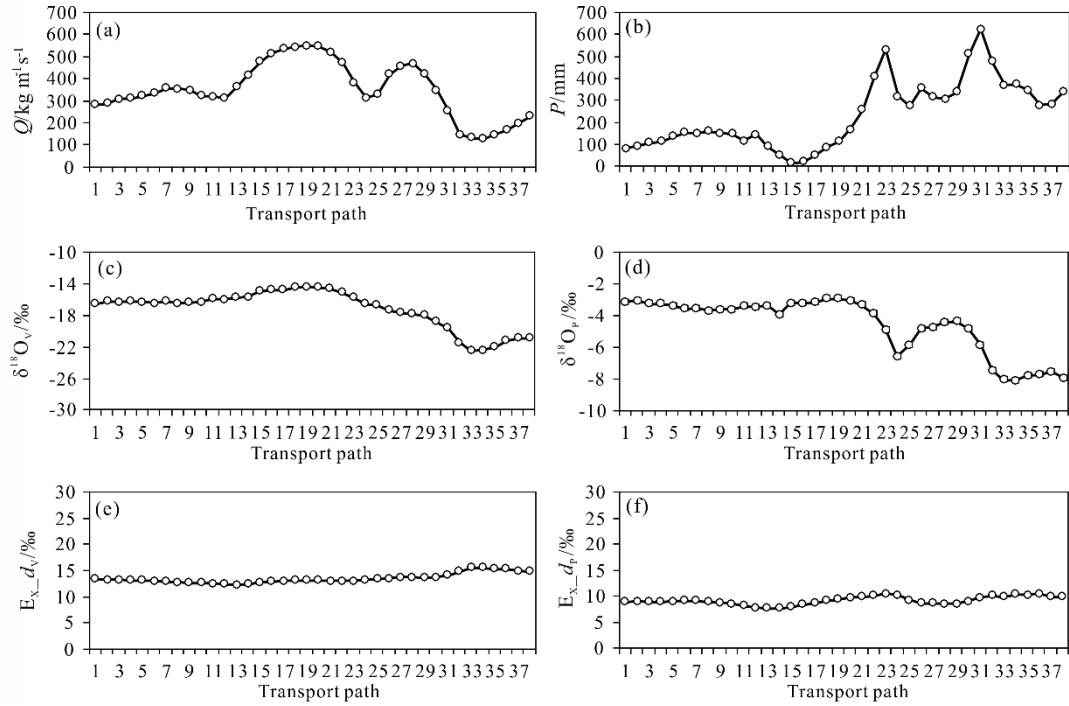 (a)
Q/kg m¹s⁻¹
700
600
500
400
300
200
100
0
1 3 5 7 9 11 13 15 17 19 21 23 25 27 29 31 33 35 37
Transport path
(b)
P/mm
700
600
500
400
300
200
100
0
1 3 5 7 9 11 13 15 17 19 21 23 25 27 29 31 33 35 37
Transport path
(c)
δ¹⁸Oᵥ/‰
-10
-14
-18
-22
-26
-30
1 3 5 7 9 11 13 15 17 19 21 23 25 27 29 31 33 35 37
Transport path
(d)
δ¹⁸Oₚ/‰
0
-2
-4
-6
-8
-10
1 3 5 7 9 11 13 15 17 19 21 23 25 27 29 31 33 35 37
Transport path
(e)
Eₓ_dᵥ/‰
30
25
20
15
10
5
0
1 3 5 7 9 11 13 15 17 19 21 23 25 27 29 31 33 35 37
Transport path
(f)
Eₓ_dₚ/‰
30
25
20
15
10
5
0
1 3 5 7 9 11 13 15 17 19 21 23 25 27 29 31 33 35 37
Transport path